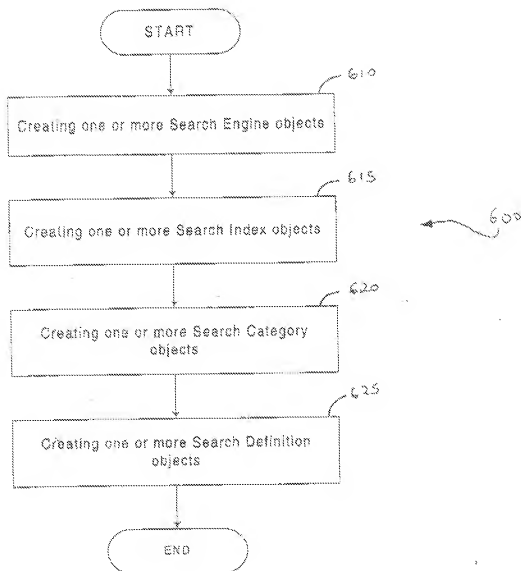 START
610
Creating one or more Search Engine objects
615
Creating one or more Search Index objects
600
620
Creating one or more Search Category
objects
625
Creating one or more Search Definition
objects
END